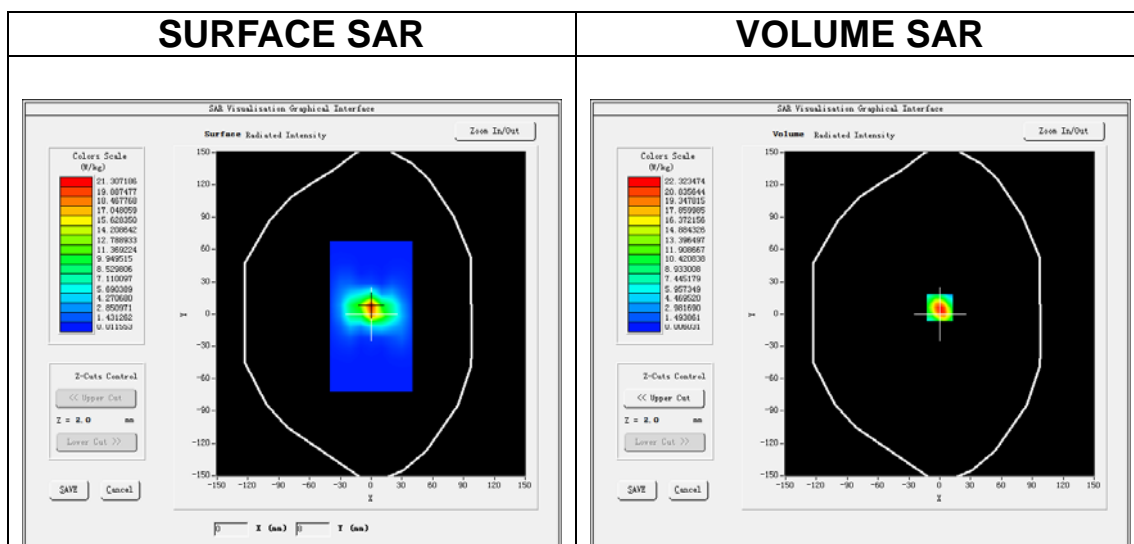 SURFACE SAR
VOLUME SAR
SAR Visualisation Graphical Interface
Surface Radiated Intensity
Zoom In/Out
Colors Scale
(W/kg)
21.307186
19.887477
18.467768
17.048059
15.628350
14.208642
12.788933
11.369224
9.949515
8.529806
7.110097
5.690389
4.270680
2.850971
1.431262
0.011553
150
120
90
60
30
0
-30
-60
-90
-120
-150
Y
-150 -120 -90 -60 -30 0 30 60 90 120 150
X
Z-Cuts Control
<< Upper Cut
Z = 2.0 mm
Lower Cut >>
SAVE Cancel
0 X (mm) 8 Y (mm)
SAR Visualisation Graphical Interface
Volume Radiated Intensity
Zoom In/Out
Colors Scale
(W/kg)
22.323474
20.835644
19.347815
17.859985
16.372156
14.884326
13.396497
11.908667
10.420838
8.933008
7.445179
5.957349
4.469520
2.981690
1.493861
0.006031
150
120
90
60
30
0
-30
-60
-90
-120
-150
Y
-150 -120 -90 -60 -30 0 30 60 90 120 150
X
Z-Cuts Control
<< Upper Cut
Z = 2.0 mm
Lower Cut >>
SAVE Cancel